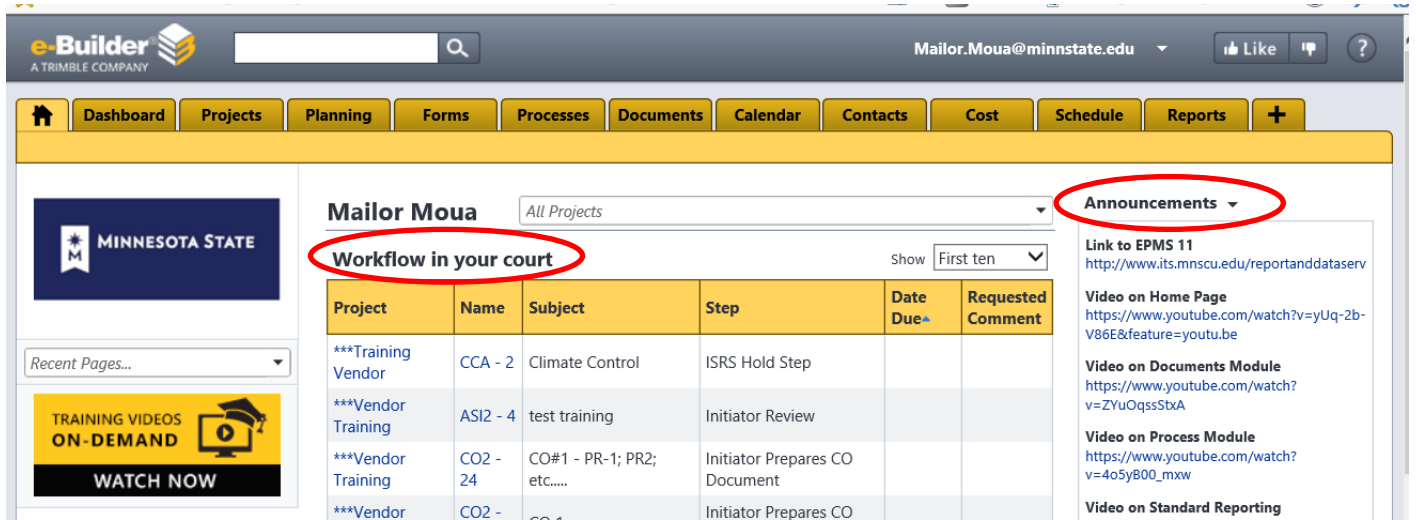 e-Builder®
A TRIMBLE COMPANY
Mailor.Moua@minnstate.edu
Like
?
Dashboard Projects Planning Forms Processes Documents Calendar Contacts Cost Schedule Reports +
MINNESOTA STATE
M
Recent Pages...
TRAINING VIDEOS
ON-DEMAND
WATCH NOW
Mailor Moua All Projects
Workflow in your court Show First ten
Project Name Subject Step Date Due Requested Comment
***Training Vendor CCA - 2 Climate Control ISRS Hold Step
***Vendor Training ASI2 - 4 test training Initiator Review
***Vendor Training CO2 - 24 CO#1 - PR-1; PR2; etc..... Initiator Prepares CO Document
***Vendor CO2 - Initiator Prepares CO
Announcements
Link to EPMS 11
http://www.its.mnscu.edu/reportanddataserv
Video on Home Page
https://www.youtube.com/watch?v=yUq-2b-
V86E&feature=youtu.be
Video on Documents Module
https://www.youtube.com/watch?
v=ZYuOqssStxA
Video on Process Module
https://www.youtube.com/watch?
v=4o5yB00_mxw
Video on Standard Reporting